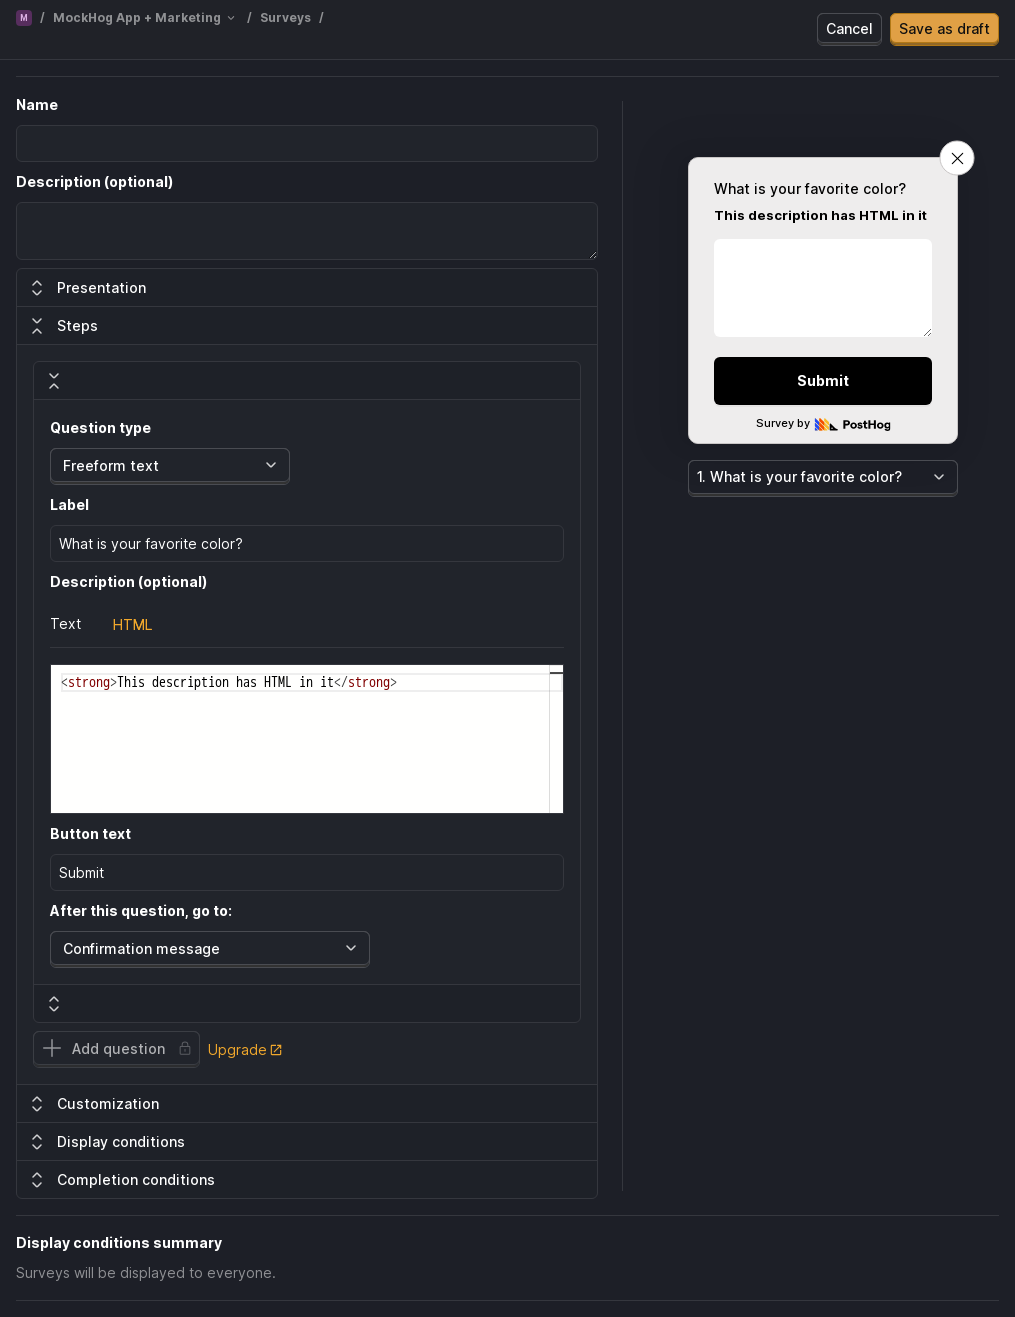 M / MockHog App + Marketing / Surveys /
Cancel
Save as draft
Name
Description (optional)
Presentation
Steps
Question type
Freeform text
Label
What is your favorite color?
Description (optional)
Text HTML
<strong>This description has HTML in it</strong>
Button text
Submit
After this question, go to:
Confirmation message
Add question
Upgrade
Customization
Display conditions
Completion conditions
What is your favorite color?
This description has HTML in it
Submit
Survey by PostHog
1. What is your favorite color?
Display conditions summary
Surveys will be displayed to everyone.